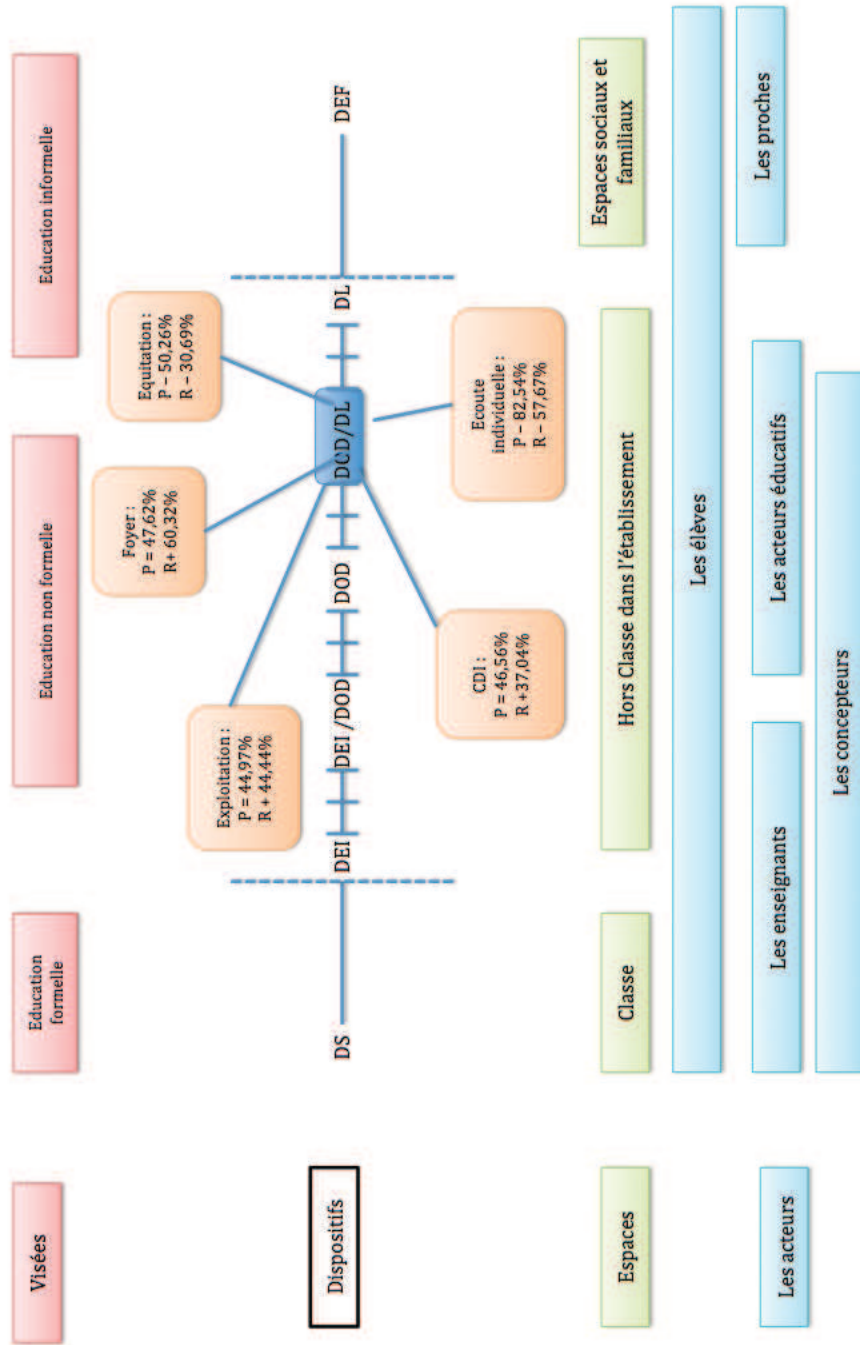 Visées
Education
formelle
Education non formelle
Education informelle
Exploitation :
P = 44,97%
R + 44,44%
Foyer :
P = 47,62%
R+ 60,32%
Equitation :
P – 50,26%
R – 30,69%
Dispositifs
DS
DEI
DEI /DOD
DOD
DOD/DL
DL
DEF
CDI :
P = 46,56%
R +37,04%
Ecoute
individuelle :
P – 82,54%
R – 57,67%
Espaces
Classe
Hors Classe dans l'établissement
Espaces sociaux et
familiaux
Les élèves
Les acteurs
Les enseignants
Les acteurs éducatifs
Les proches
Les concepteurs